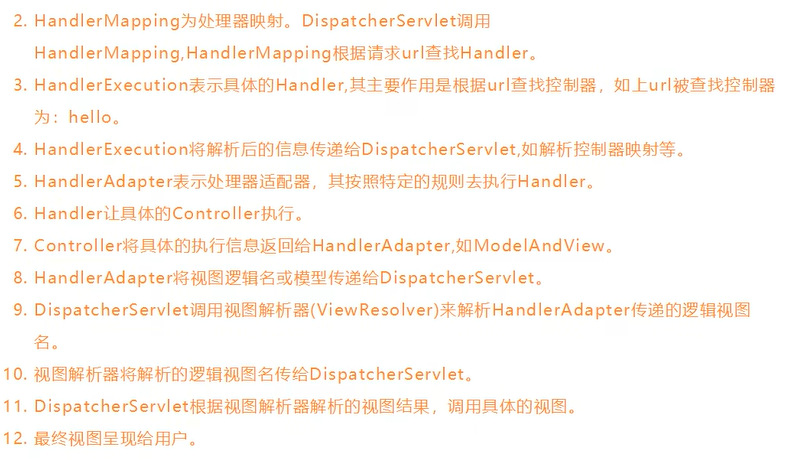 2. HandlerMapping为处理器映射。DispatcherServlet调用
HandlerMapping,HandlerMapping根据请求url查找Handler。
3. HandlerExecution表示具体的Handler,其主要作用是根据url查找控制器，如上url被查找控制器
为：hello。
4. HandlerExecution将解析后的信息传递给DispatcherServlet,如解析控制器映射等。
5. HandlerAdapter表示处理器适配器，其按照特定的规则去执行Handler。
6. Handler让具体的Controller执行。
7. Controller将具体的执行信息返回给HandlerAdapter,如ModelAndView。
8. HandlerAdapter将视图逻辑名或模型传递给DispatcherServlet。
9. DispatcherServlet调用视图解析器(ViewResolver)来解析HandlerAdapter传递的逻辑视图
名。
10. 视图解析器将解析的逻辑视图名传给DispatcherServlet。
11. DispatcherServlet根据视图解析器解析的视图结果，调用具体的视图。
12. 最终视图呈现给用户。